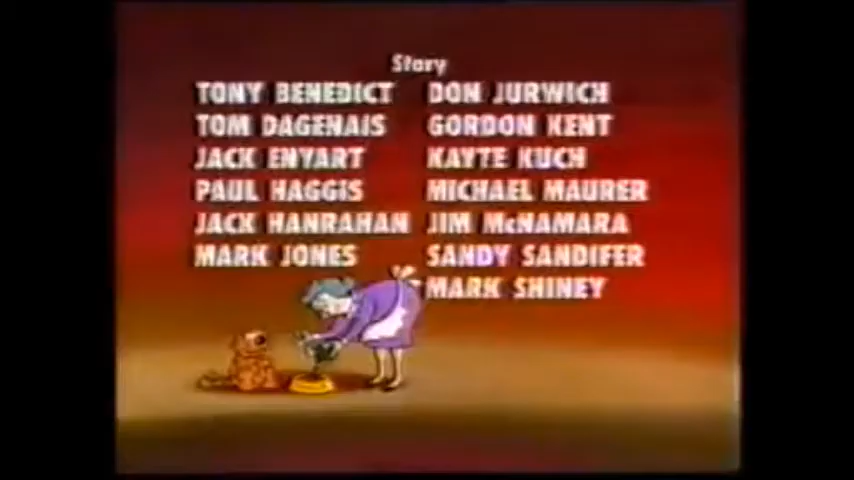 Story
TONY BENEDICT
TOM DAGENAIS
JACK ENYART
PAUL HAGGIS
JACK HANRAHAN
MARK JONES
DON JURWICH
GORDON KENT
KAYTE KUCH
MICHAEL MAURER
JIM McNAMARA
SANDY SANDIFER
MARK SHINEY